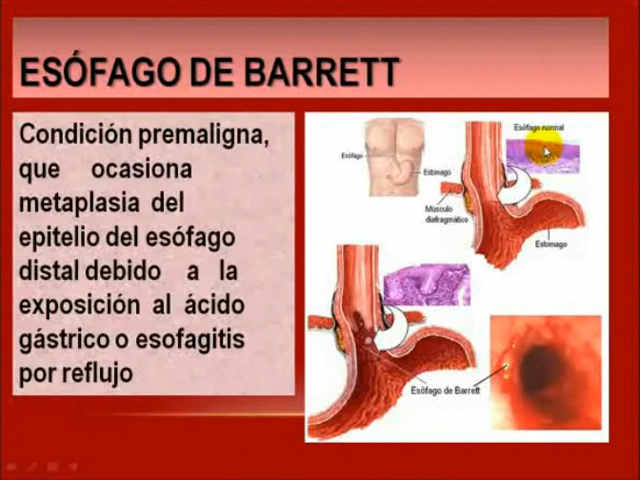 ESÓFAGO DE BARRETT
Condición premaligna,
que ocasiona
metaplasia del
epitelio del esófago
distal debido a la
exposición al ácido
gástrico o esofagitis
por reflujo
Esófago normal
Esófago
Estomago
Músculo
diafragmático
Estomago
Esófago de Barrett